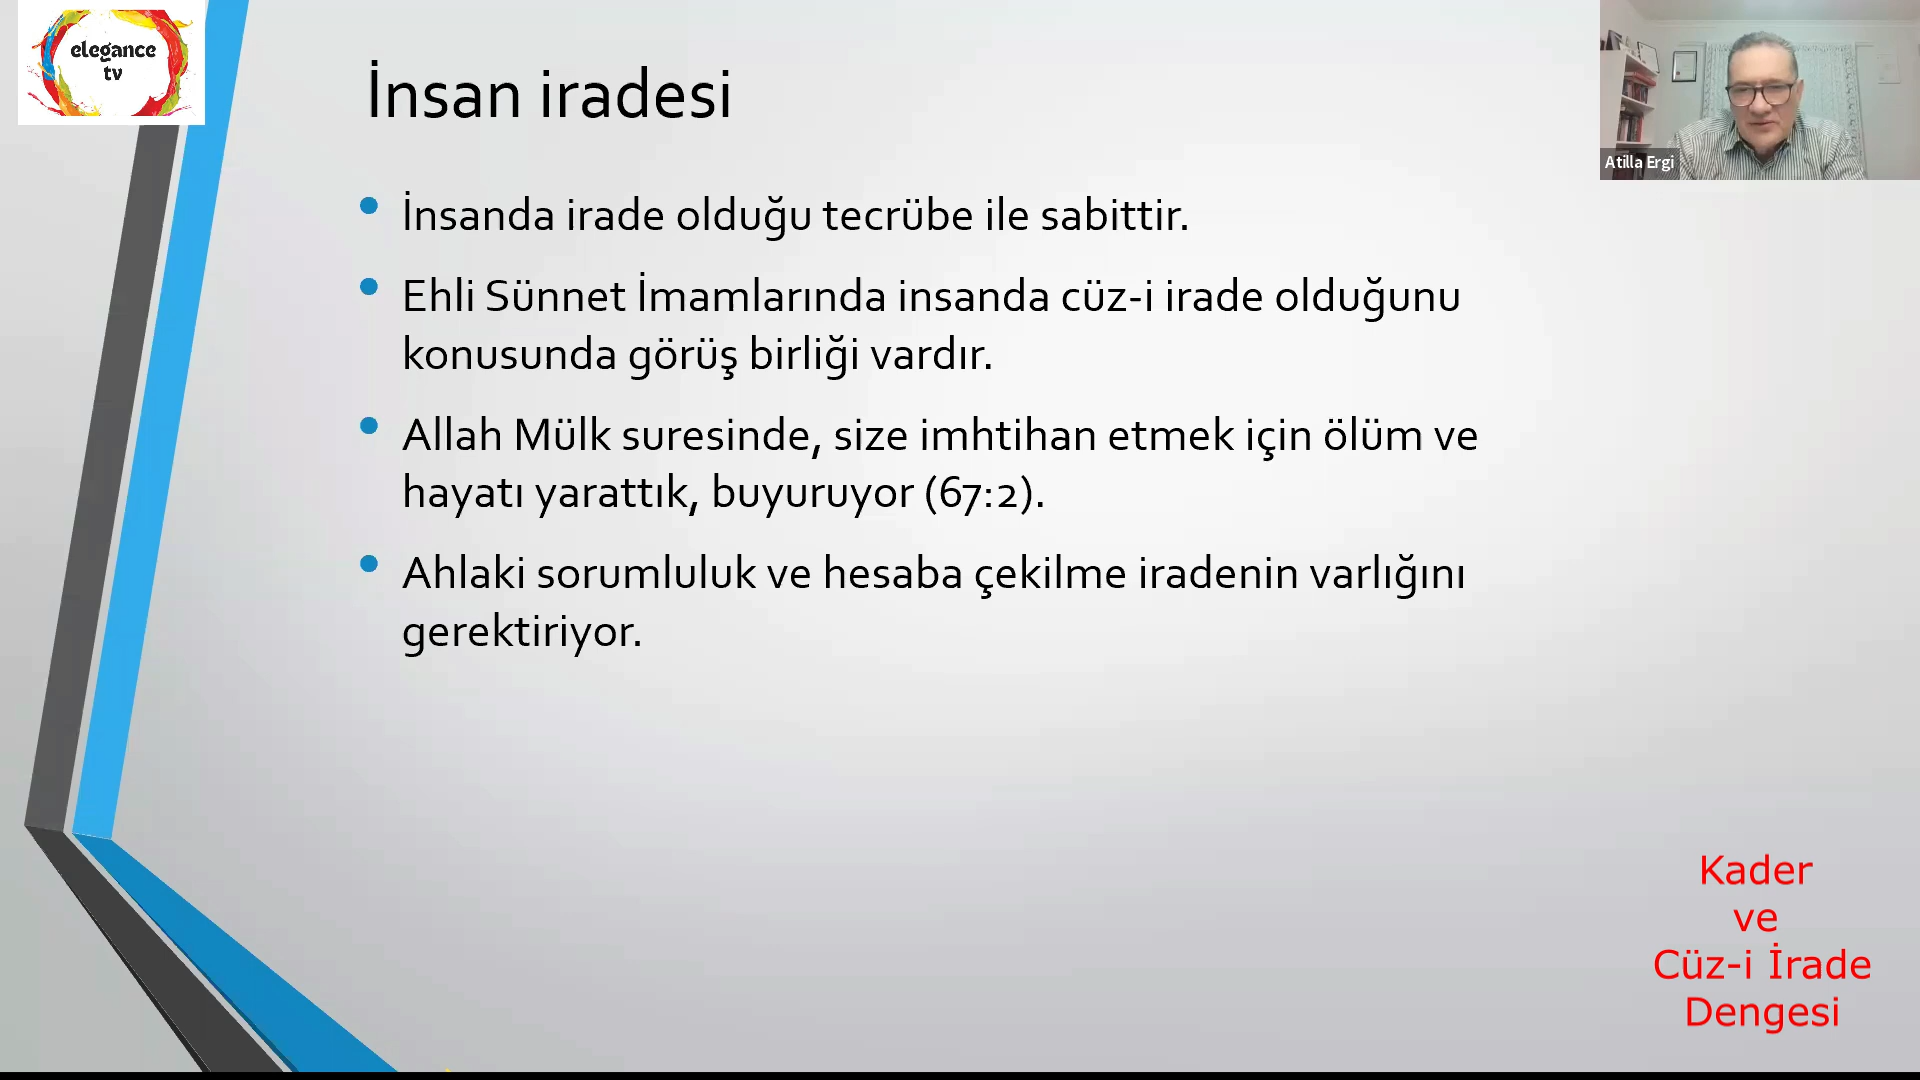 elegance
tv
İnsan iradesi
Atilla Ergi
İnsanda irade olduğu tecrübe ile sabittir.
Ehli Sünnet İmamlarında insanda cüz-i irade olduğunu
konusunda görüş birliği vardır.
Allah Mülk suresinde, size imhtihan etmek için ölüm ve
hayatı yarattık, buyuruyor (67:2).
Ahlaki sorumluluk ve hesaba çekilme iradenin varlığını
gerektiriyor.
Kader
ve
Cüz-i İrade
Dengesi